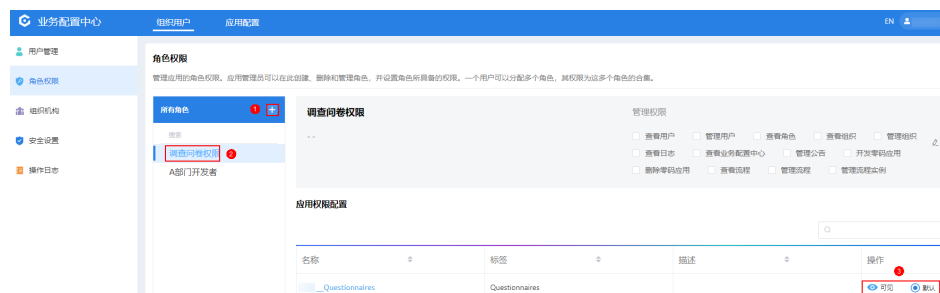 业务配置中心 组织用户 应用配置 EN
用户管理
角色权限
组织机构
安全设置
操作日志
角色权限
管理应用的角色权限。应用管理员可以在此创建、删除和管理角色，并设置角色所具备的权限。一个用户可以分配多个角色，其权限为这多个角色的合集。
所有角色 1 +
搜索
调查问卷权限 2
A部门开发者
调查问卷权限
--
管理权限
查看用户 管理用户 查看角色 查看组织 管理组织
查看日志 查看业务配置中心 管理公告 开发零码应用
删除零码应用 查看流程 管理流程 管理流程实例
应用权限配置
名称 标签 描述 操作
3
__Questionnaires Questionnaires 可见 默认